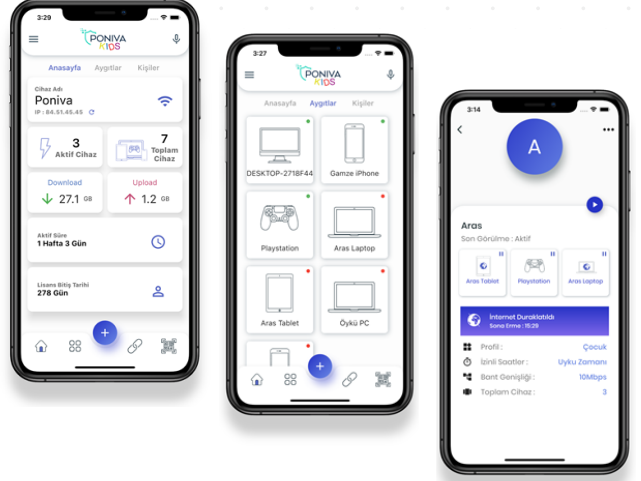 3:29
PONIVA
KIDS
Anasayfa Aygıtlar Kişiler
Cihaz Adı
Poniva
IP : 84.51.45.45
3
Aktif Cihaz
7
Toplam
Cihaz
Download
27.1 GB
Upload
1.2 GB
Aktif Süre
1 Hafta 3 Gün
Lisans Bitiş Tarihi
278 Gün
3:27
PONIVA
KIDS
Anasayfa Aygıtlar Kişiler
DESKTOP-2718F44
Gamze iPhone
Playstation
Aras Laptop
Aras Tablet
Öykü PC
3:14
A
Aras
Son Görülme : Aktif
Aras Tablet
Playstation
Aras Laptop
İnternet Duraklatıldı
Sona Erme : 15:29
Profil : Çocuk
İzinli Saatler : Uyku Zamanı
Bant Genişliği : 10Mbps
Toplam Cihaz : 3